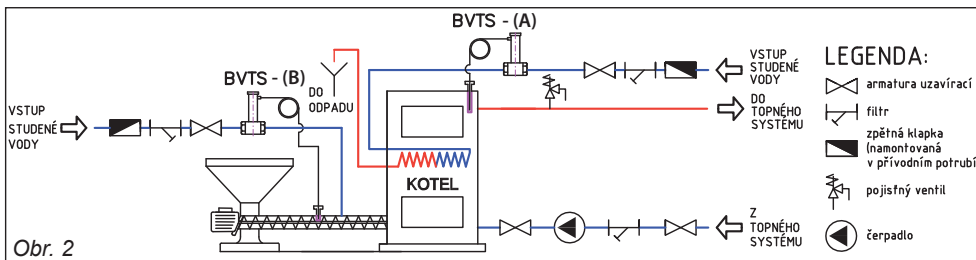 BVTS - (A)
BVTS - (B)
DO
ODPADU
VSTUP
STUDENÉ
VODY
VSTUP
STUDENÉ
VODY
DO
TOPNÉHO
SYSTÉMU
KOTEL
Z
TOPNÉHO
SYSTÉMU
LEGENDA:
armatura uzavírací
filtr
zpětná klapka
(namontovaná
v přívodním potrubí
pojistný ventil
čerpadlo
Obr. 2